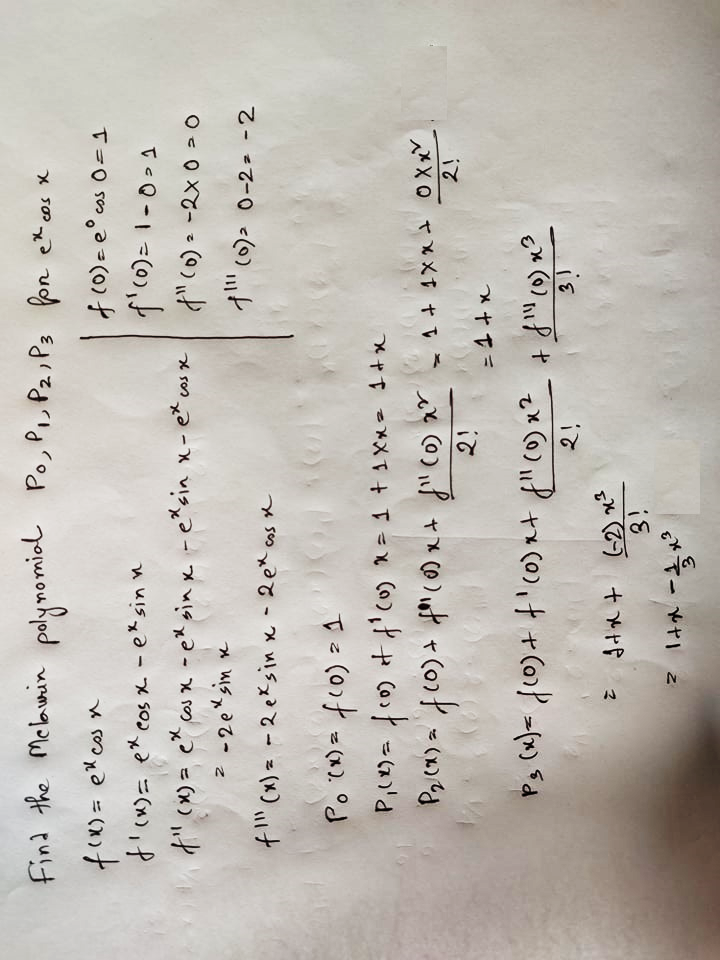 Find the Mclawrin polynomial P₀, P₁, P₂, P₃ for eˣ cos x
f(x) = eˣ cos x
f(0) = e⁰ cos 0 = 1
f'(x) = eˣ cos x - eˣ sin x
f'(0) = 1 - 0 = 1
f''(x) = eˣ cos x - eˣ sin x - eˣ sin x - eˣ cos x
= -2eˣ sin x
f''(0) = -2 × 0 = 0
f'''(x) = -2eˣ sin x - 2eˣ cos x
f'''(0) = 0 - 2 = -2
P₀(x) = f(0) = 1
P₁(x) = f(0) + f'(0) x = 1 + 1 × x = 1 + x
P₂(x) = f(0) + f'(0) x + f''(0) x²/2! = 1 + 1 × x + 0 × x²/2!
= 1 + x
P₃(x) = f(0) + f'(0) x + f''(0) x²/2! + f'''(0) x³/3!
= 1 + x + (-2) x³/3!
= 1 + x - 1/3 x³